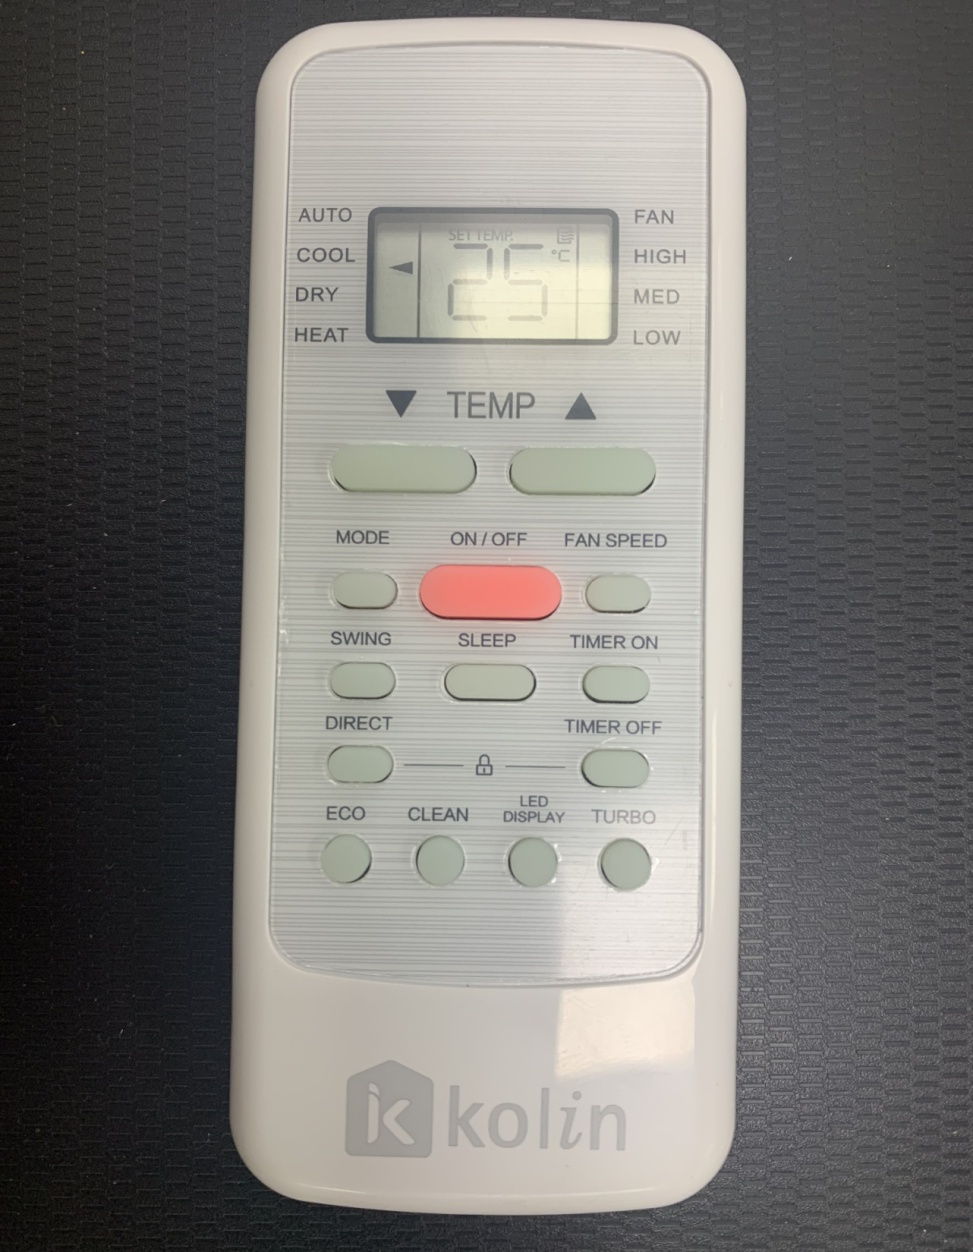 AUTO
COOL
DRY
HEAT
SET TEMP.
25 °C
FAN
HIGH
MED
LOW
▼ TEMP ▲
MODE ON / OFF FAN SPEED
SWING SLEEP TIMER ON
DIRECT TIMER OFF
ECO CLEAN LED DISPLAY TURBO
kolin